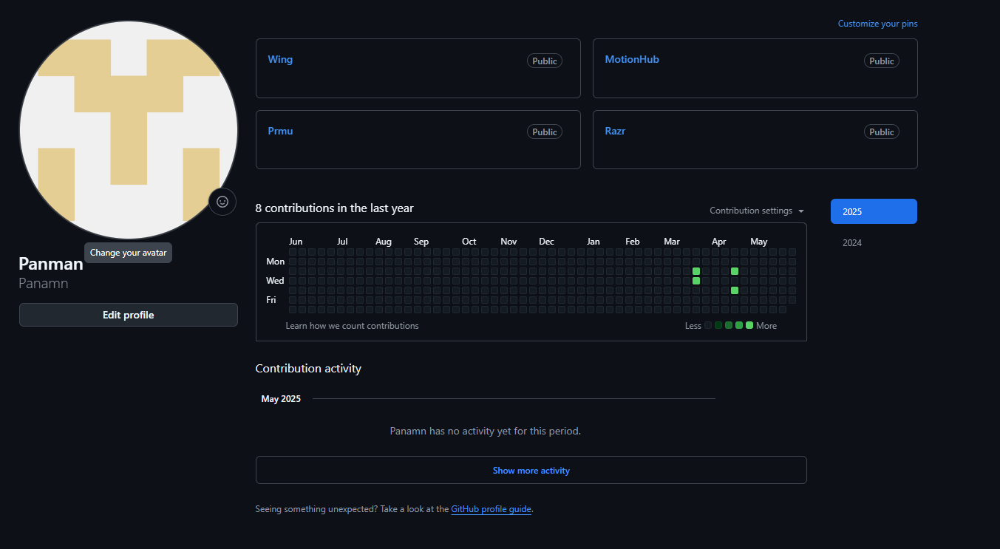 Customize your pins
Wing Public
MotionHub Public
Prmu Public
Razr Public
Change your avatar
Panman
Panamn
Edit profile
8 contributions in the last year
Contribution settings
2025
2024
Jun Jul Aug Sep Oct Nov Dec Jan Feb Mar Apr May
Mon
Wed
Fri
Learn how we count contributions
Less More
Contribution activity
May 2025
Panamn has no activity yet for this period.
Show more activity
Seeing something unexpected? Take a look at the GitHub profile guide.